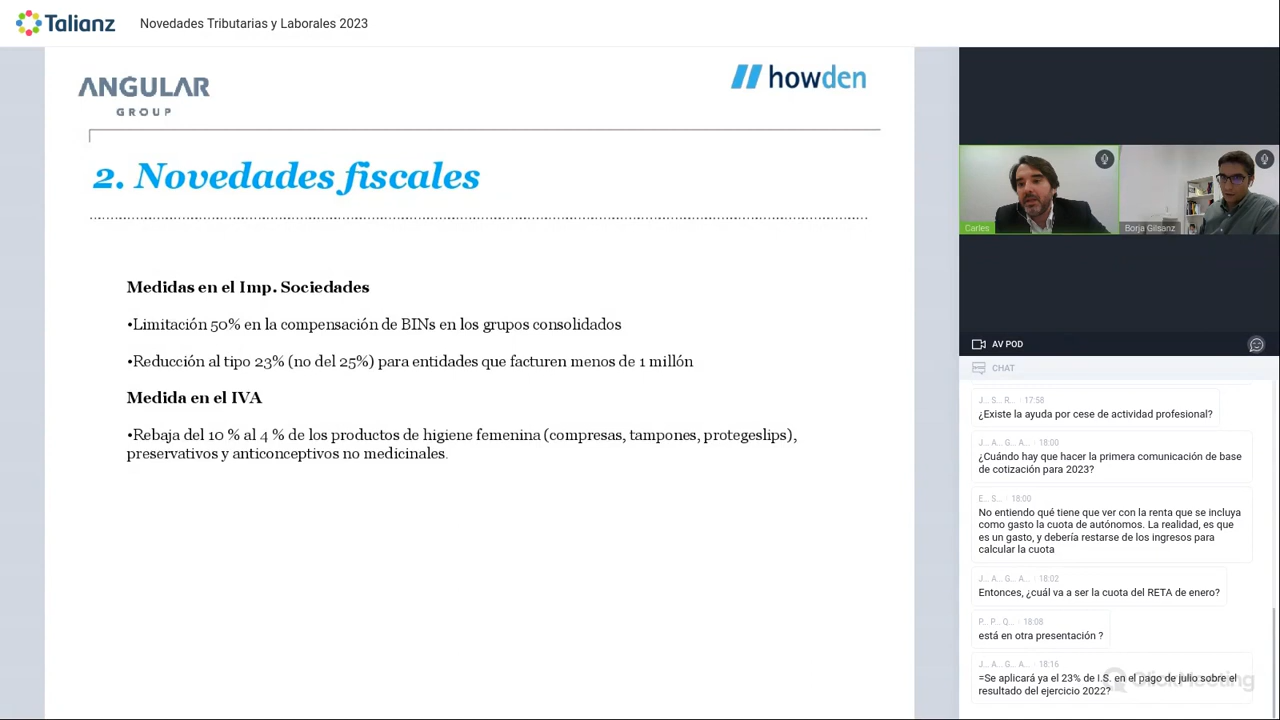 Talianz
Novedades Tributarias y Laborales 2023
ANGULAR
GROUP
howden
2. Novedades fiscales
Medidas en el Imp. Sociedades
•Limitación 50% en la compensación de BINs en los grupos consolidados
•Reducción al tipo 23% (no del 25%) para entidades que facturen menos de 1 millón
Medida en el IVA
•Rebaja del 10 % al 4 % de los productos de higiene femenina (compresas, tampones, protegeslips),
preservativos y anticonceptivos no medicinales.
Carles
Borja Gilsanz
AV POD
CHAT
J... S... R... · 17:58
¿Existe la ayuda por cese de actividad profesional?
J... A... G... A... · 18:00
¿Cuándo hay que hacer la primera comunicación de base
de cotización para 2023?
E... S... · 18:00
No entiendo qué tiene que ver con la renta que se incluya
como gasto la cuota de autónomos. La realidad, es que
es un gasto, y debería restarse de los ingresos para
calcular la cuota
J... A... G... A... · 18:02
Entonces, ¿cuál va a ser la cuota del RETA de enero?
P... P... Q... · 18:08
está en otra presentación ?
J... A... G... A... · 18:16
=Se aplicará ya el 23% de I.S. en el pago de julio sobre el
resultado del ejercicio 2022?
ClickMeeting